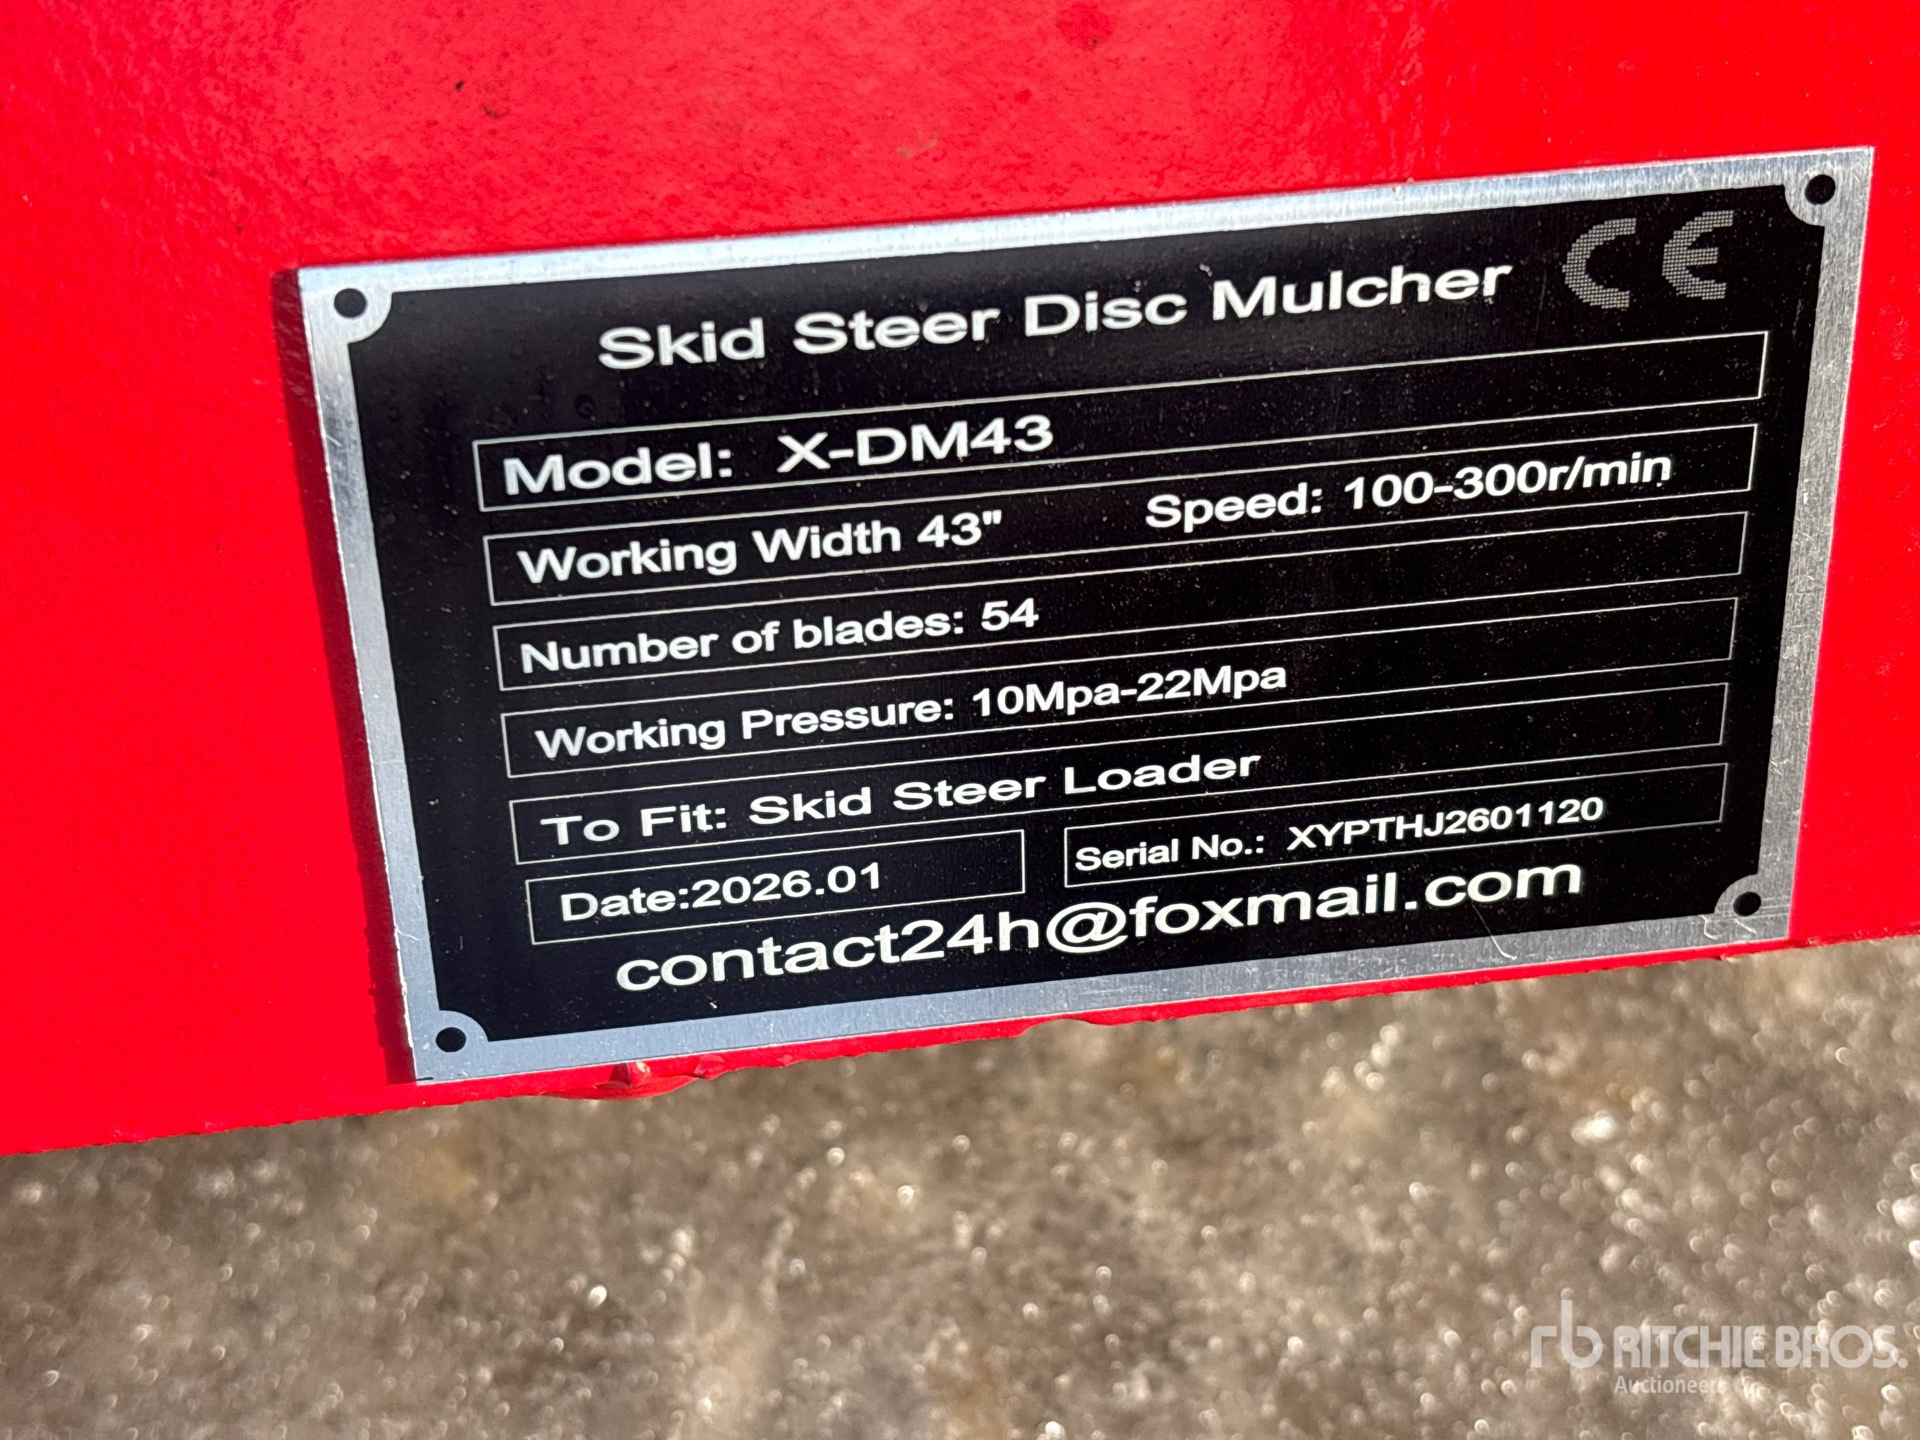 Skid Steer Disc Mulcher CE
Model: X-DM43
Working Width 43" Speed: 100-300r/min
Number of blades: 54
Working Pressure: 10Mpa-22Mpa
To Fit: Skid Steer Loader
Date:2026.01 Serial No.: XYPTHJ2601120
contact24h@foxmail.com
rb RITCHIE BROS.
Auctioneers